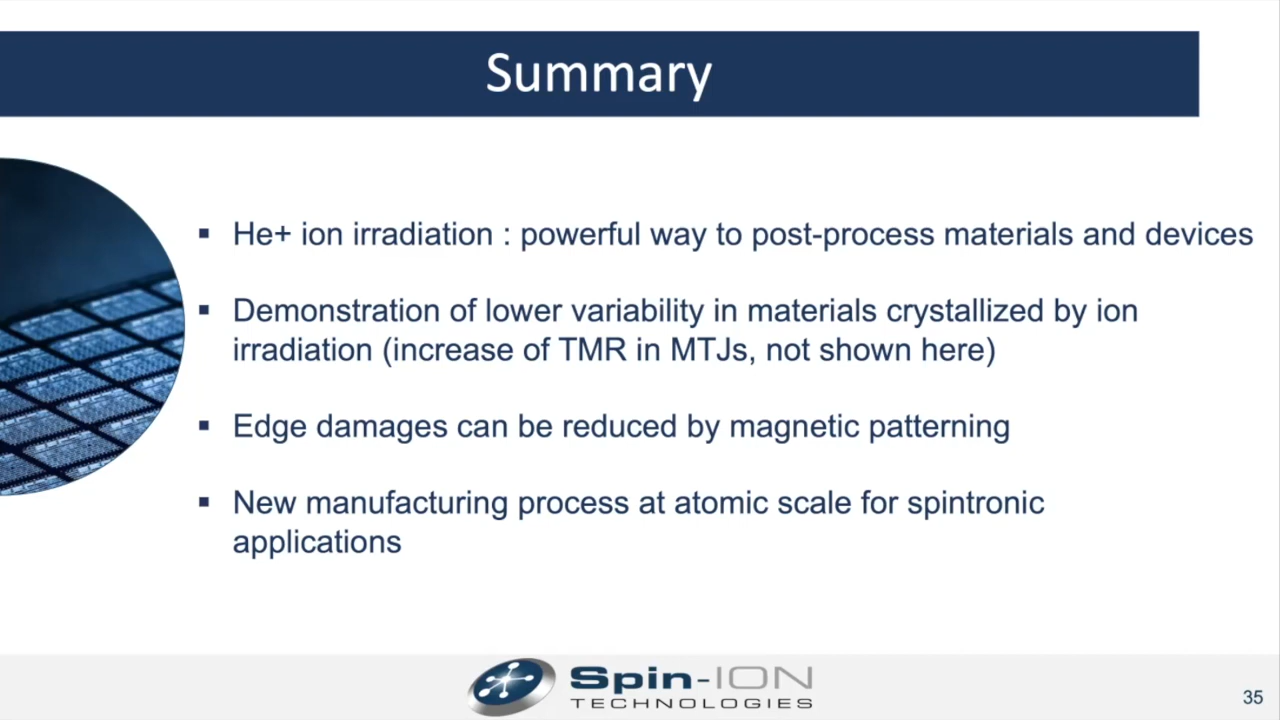 Summary
▪ He+ ion irradiation : powerful way to post-process materials and devices
▪ Demonstration of lower variability in materials crystallized by ion
irradiation (increase of TMR in MTJs, not shown here)
▪ Edge damages can be reduced by magnetic patterning
▪ New manufacturing process at atomic scale for spintronic
applications
Spin-ION
TECHNOLOGIES
35